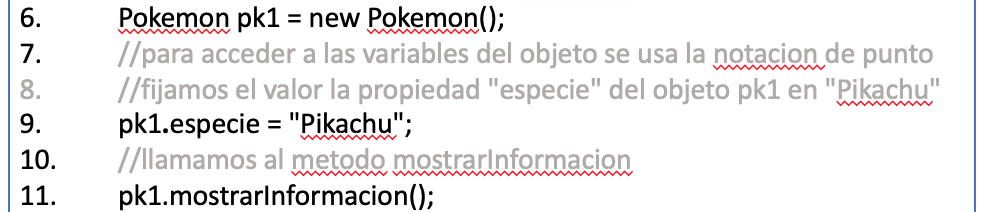 6. Pokemon pk1 = new Pokemon();
7. //para acceder a las variables del objeto se usa la notacion de punto
8. //fijamos el valor la propiedad "especie" del objeto pk1 en "Pikachu"
9. pk1.especie = "Pikachu";
10. //llamamos al metodo mostrarInformacion
11. pk1.mostrarInformacion();